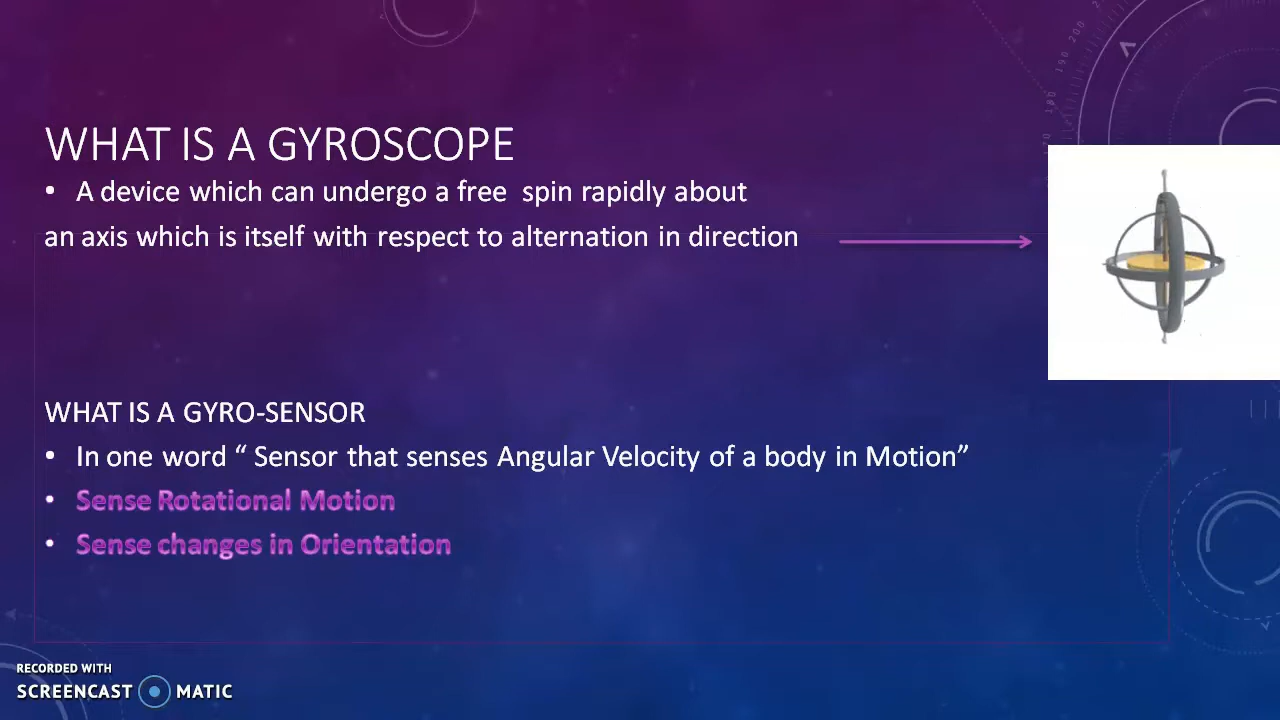 WHAT IS A GYROSCOPE
• A device which can undergo a free spin rapidly about
an axis which is itself with respect to alternation in direction
WHAT IS A GYRO-SENSOR
• In one word “ Sensor that senses Angular Velocity of a body in Motion”
• Sense Rotational Motion
• Sense changes in Orientation
RECORDED WITH
SCREENCAST MATIC